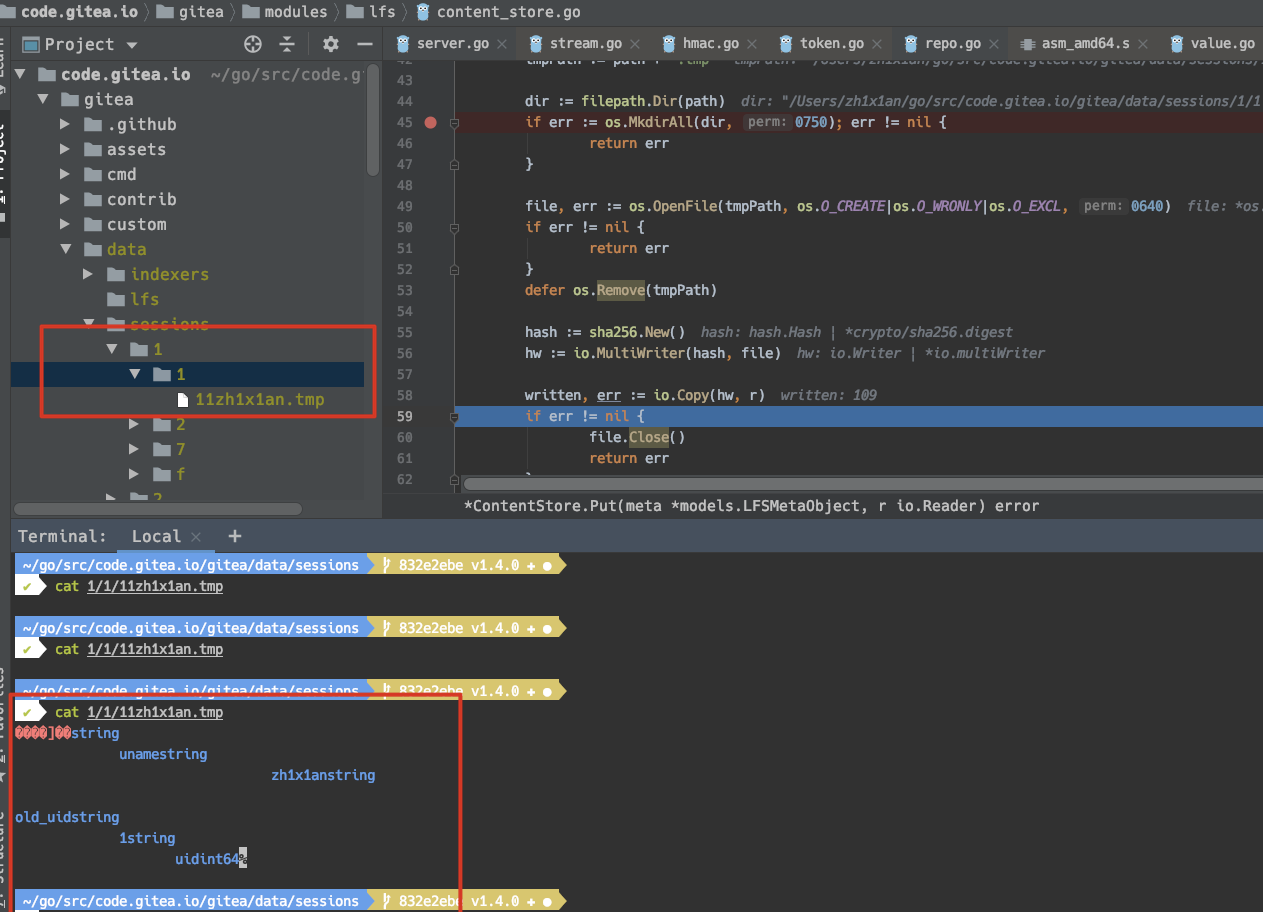 code.gitea.io gitea modules lfs content_store.go
Project
server.go stream.go hmac.go token.go repo.go asm_amd64.s value.go
code.gitea.io ~/go/src/code.g
gitea
.github
assets
cmd
contrib
custom
data
indexers
lfs
sessions
1
1
11zh1x1an.tmp
2
7
f
2
43
44 dir := filepath.Dir(path) dir: "/Users/zh1x1an/go/src/code.gitea.io/gitea/data/sessions/1/1
45 if err := os.MkdirAll(dir, perm: 0750); err != nil {
46 return err
47 }
48
49 file, err := os.OpenFile(tmpPath, os.O_CREATE|os.O_WRONLY|os.O_EXCL, perm: 0640) file: *os.
50 if err != nil {
51 return err
52 }
53 defer os.Remove(tmpPath)
54
55 hash := sha256.New() hash: hash.Hash | *crypto/sha256.digest
56 hw := io.MultiWriter(hash, file) hw: io.Writer | *io.multiWriter
57
58 written, err := io.Copy(hw, r) written: 109
59 if err != nil {
60 file.Close()
61 return err
62
*ContentStore.Put(meta *models.LFSMetaObject, r io.Reader) error
Terminal: Local +
~/go/src/code.gitea.io/gitea/data/sessions 832e2ebe v1.4.0 + ●
✔ cat 1/1/11zh1x1an.tmp
~/go/src/code.gitea.io/gitea/data/sessions 832e2ebe v1.4.0 + ●
✔ cat 1/1/11zh1x1an.tmp
~/go/src/code.gitea.io/gitea/data/sessions 832e2ebe v1.4.0 + ●
✔ cat 1/1/11zh1x1an.tmp
����]��string
unamestring
zh1x1anstring
old_uidstring
1string
uidint64%
~/go/src/code.gitea.io/gitea/data/sessions 832e2ebe v1.4.0 + ●